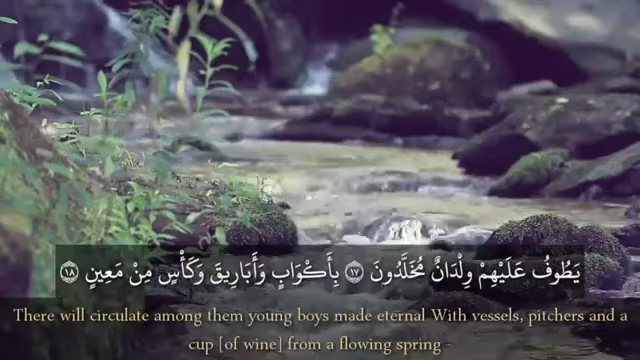 يَطُوفُ عَلَيْهِمْ وِلْدَانٌ مُخَلَّدُونَ ۝١٧ بِأَكْوَابٍ وَأَبَارِيقَ وَكَأْسٍ مِنْ مَعِينٍ ۝١٨
There will circulate among them young boys made eternal With vessels, pitchers and a
cup [of wine] from a flowing spring -